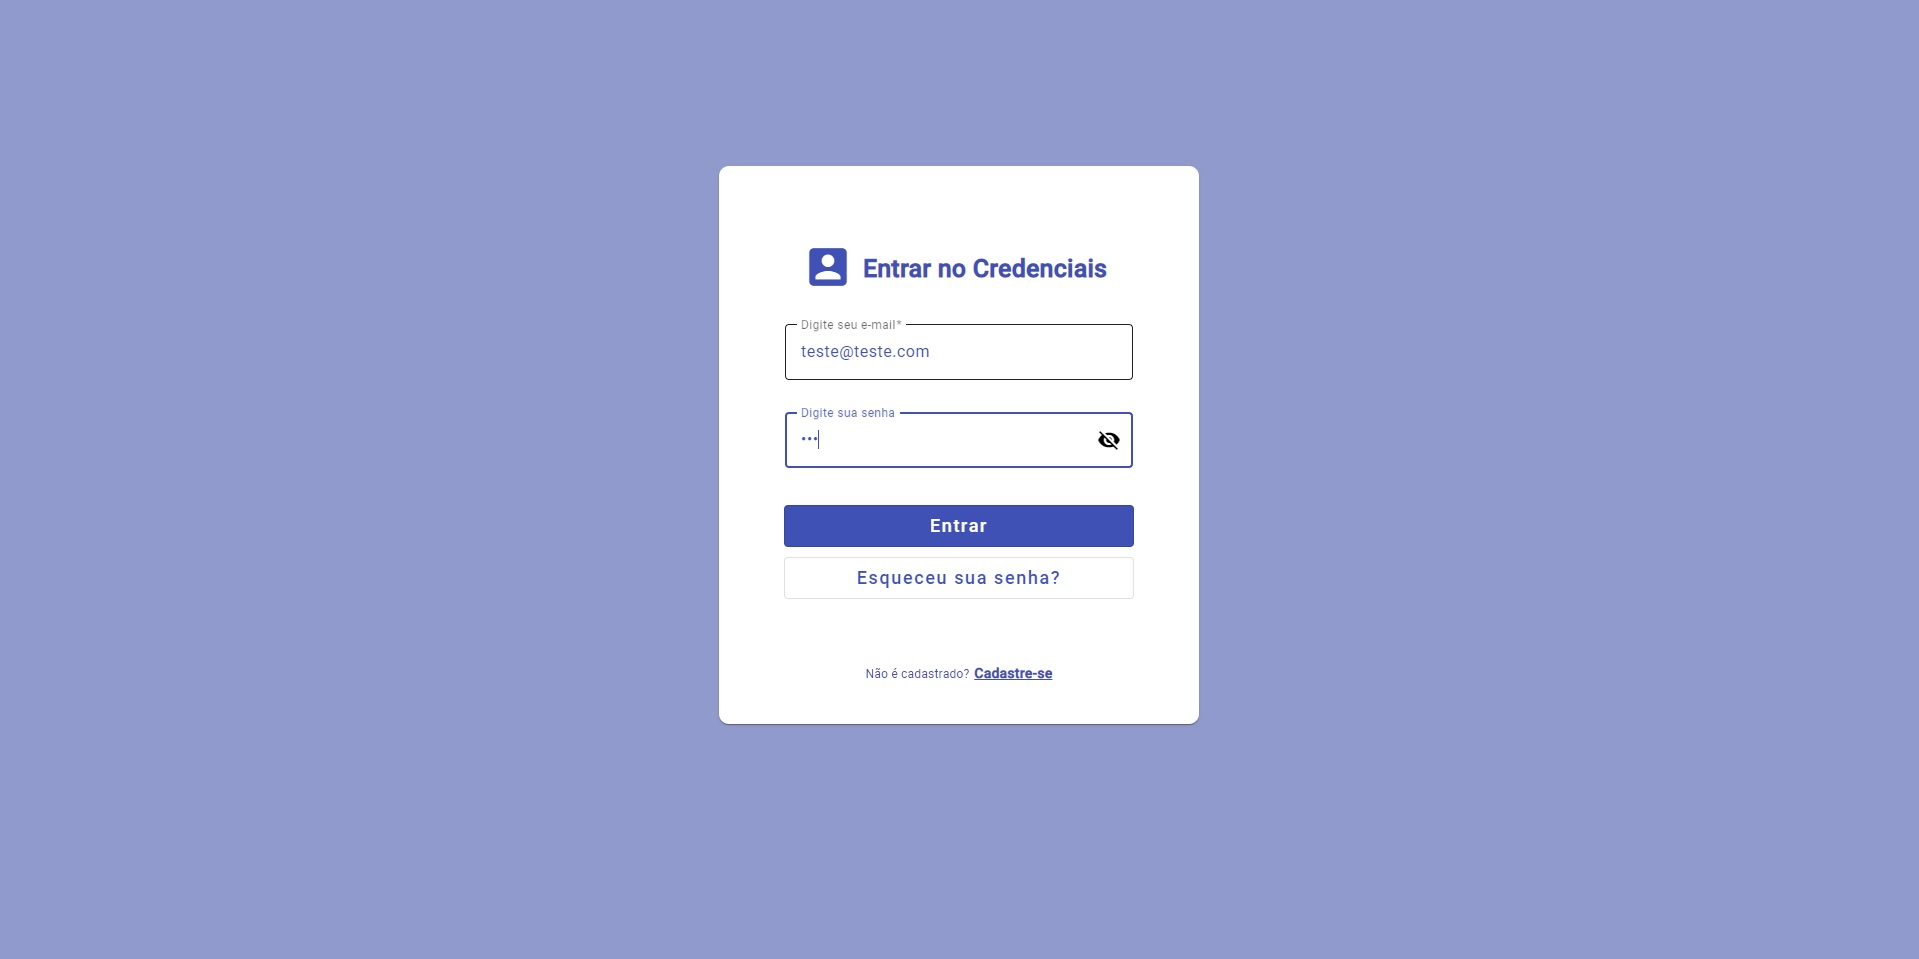 Entrar no Credenciais
Digite seu e-mail*
teste@teste.com
Digite sua senha
•••
Entrar
Esqueceu sua senha?
Não é cadastrado? Cadastre-se